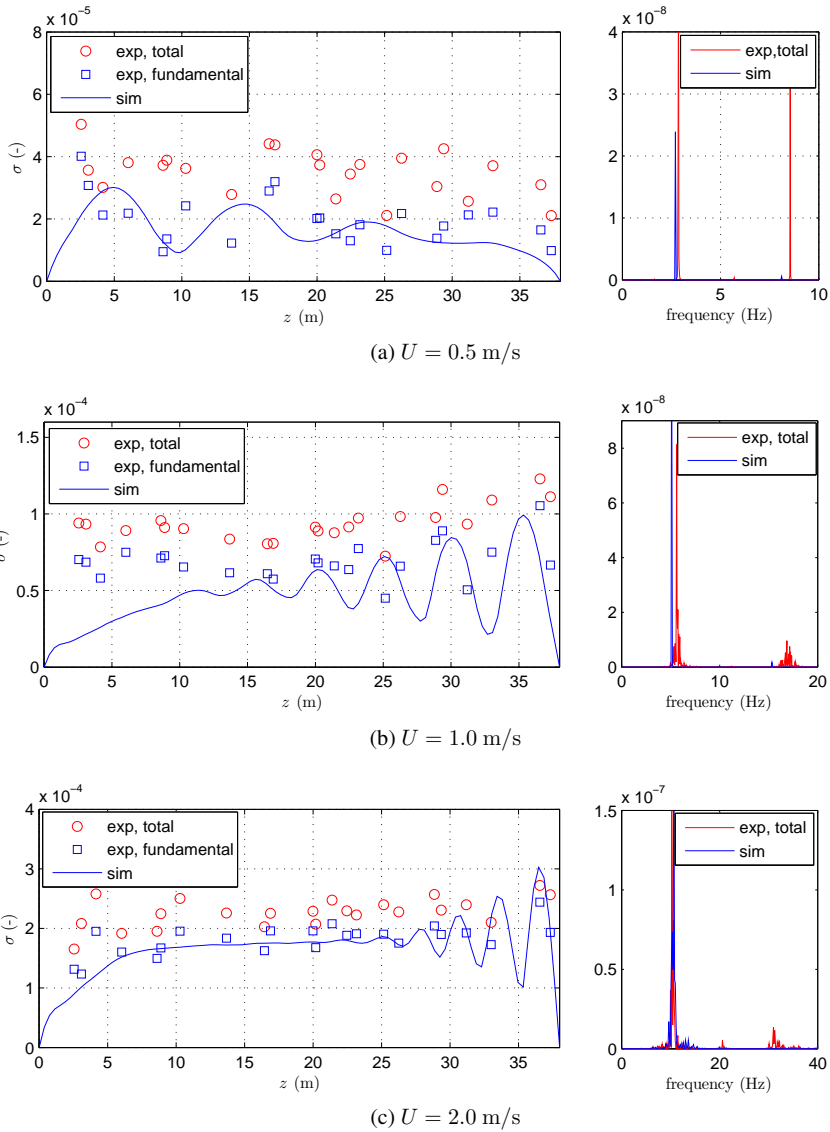 x 10⁻⁵
8
6
4
2
0
0 5 10 15 20 25 30 35
σ (-)
z (m)
exp, total
exp, fundamental
sim
x 10⁻⁸
4
3
2
1
0
0 5 10
frequency (Hz)
exp,total
sim
(a) U = 0.5 m/s
x 10⁻⁴
1.5
1
0.5
0
0 5 10 15 20 25 30 35
σ (-)
z (m)
exp, total
exp, fundamental
sim
x 10⁻⁸
8
6
4
2
0
0 5 10 20
frequency (Hz)
exp, total
sim
(b) U = 1.0 m/s
x 10⁻⁴
4
3
2
1
0
0 5 10 15 20 25 30 35
σ (-)
z (m)
exp, total
exp, fundamental
sim
x 10⁻⁷
1.5
1
0.5
0
0 10 20 30 40
frequency (Hz)
exp, total
sim
(c) U = 2.0 m/s